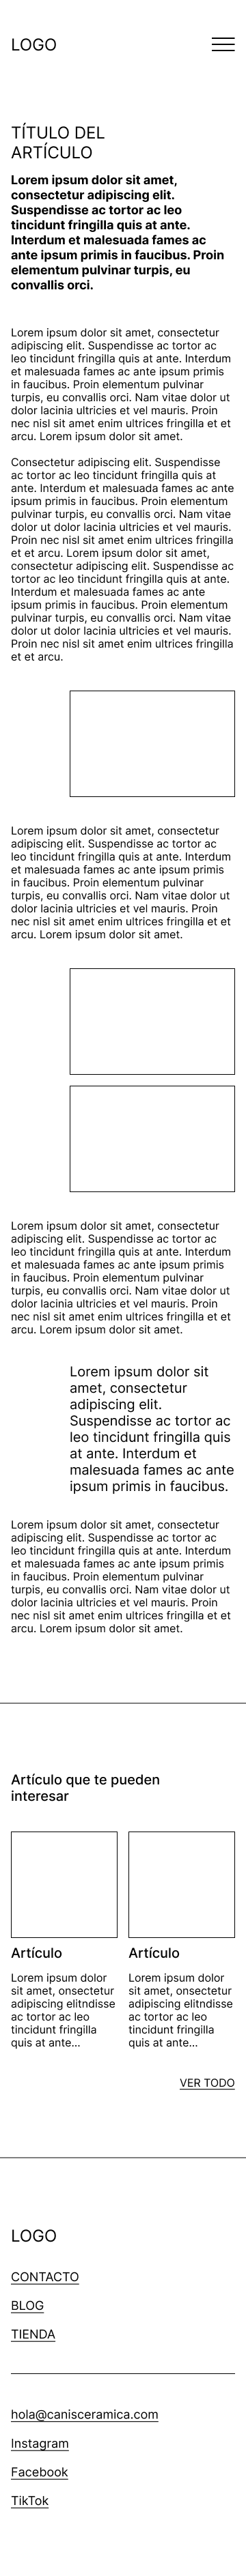 LOGO
TÍTULO DEL
ARTÍCULO
Lorem ipsum dolor sit amet,
consectetur adipiscing elit.
Suspendisse ac tortor ac leo
tincidunt fringilla quis at ante.
Interdum et malesuada fames ac
ante ipsum primis in faucibus. Proin
elementum pulvinar turpis, eu
convallis orci.
Lorem ipsum dolor sit amet, consectetur
adipiscing elit. Suspendisse ac tortor ac
leo tincidunt fringilla quis at ante. Interdum
et malesuada fames ac ante ipsum primis
in faucibus. Proin elementum pulvinar
turpis, eu convallis orci. Nam vitae dolor ut
dolor lacinia ultricies et vel mauris. Proin
nec nisl sit amet enim ultrices fringilla et et
arcu. Lorem ipsum dolor sit amet.
Consectetur adipiscing elit. Suspendisse
ac tortor ac leo tincidunt fringilla quis at
ante. Interdum et malesuada fames ac ante
ipsum primis in faucibus. Proin elementum
pulvinar turpis, eu convallis orci. Nam vitae
dolor ut dolor lacinia ultricies et vel mauris.
Proin nec nisl sit amet enim ultrices fringilla
et et arcu. Lorem ipsum dolor sit amet,
consectetur adipiscing elit. Suspendisse ac
tortor ac leo tincidunt fringilla quis at ante.
Interdum et malesuada fames ac ante
ipsum primis in faucibus. Proin elementum
pulvinar turpis, eu convallis orci. Nam vitae
dolor ut dolor lacinia ultricies et vel mauris.
Proin nec nisl sit amet enim ultrices fringilla
et et arcu.
Lorem ipsum dolor sit amet, consectetur
adipiscing elit. Suspendisse ac tortor ac
leo tincidunt fringilla quis at ante. Interdum
et malesuada fames ac ante ipsum primis
in faucibus. Proin elementum pulvinar
turpis, eu convallis orci. Nam vitae dolor ut
dolor lacinia ultricies et vel mauris. Proin
nec nisl sit amet enim ultrices fringilla et et
arcu. Lorem ipsum dolor sit amet.
Lorem ipsum dolor sit amet, consectetur
adipiscing elit. Suspendisse ac tortor ac
leo tincidunt fringilla quis at ante. Interdum
et malesuada fames ac ante ipsum primis
in faucibus. Proin elementum pulvinar
turpis, eu convallis orci. Nam vitae dolor ut
dolor lacinia ultricies et vel mauris. Proin
nec nisl sit amet enim ultrices fringilla et et
arcu. Lorem ipsum dolor sit amet.
Lorem ipsum dolor sit
amet, consectetur
adipiscing elit.
Suspendisse ac tortor ac
leo tincidunt fringilla quis
at ante. Interdum et
malesuada fames ac ante
ipsum primis in faucibus.
Lorem ipsum dolor sit amet, consectetur
adipiscing elit. Suspendisse ac tortor ac
leo tincidunt fringilla quis at ante. Interdum
et malesuada fames ac ante ipsum primis
in faucibus. Proin elementum pulvinar
turpis, eu convallis orci. Nam vitae dolor ut
dolor lacinia ultricies et vel mauris. Proin
nec nisl sit amet enim ultrices fringilla et et
arcu. Lorem ipsum dolor sit amet.
Artículo que te pueden
interesar
Artículo
Lorem ipsum dolor
sit amet, onsectetur
adipiscing elitndisse
ac tortor ac leo
tincidunt fringilla
quis at ante...
Artículo
Lorem ipsum dolor
sit amet, onsectetur
adipiscing elitndisse
ac tortor ac leo
tincidunt fringilla
quis at ante...
VER TODO
LOGO
CONTACTO
BLOG
TIENDA
hola@canisceramica.com
Instagram
Facebook
TikTok